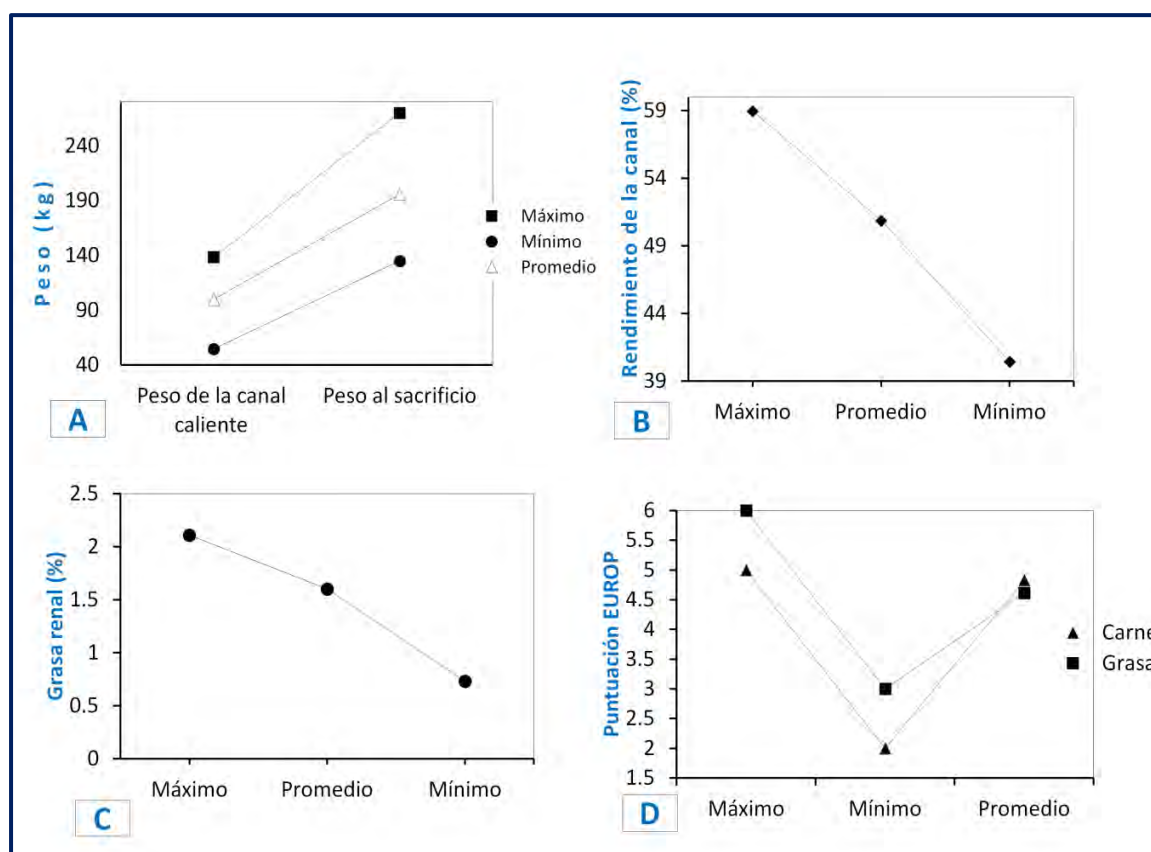 Peso (kg)
240
190
140
90
40
Máximo
Mínimo
Promedio
Peso de la canal
caliente
Peso al sacrificio
A
Rendimiento de la canal (%)
59
54
49
44
39
Máximo
Promedio
Mínimo
B
Grasa renal (%)
2.5
2
1.5
1
0.5
0
Máximo
Promedio
Mínimo
C
Puntuación EUROP
6
5.5
5
4.5
4
3.5
3
2.5
2
1.5
Carne
Grasa
Máximo
Mínimo
Promedio
D